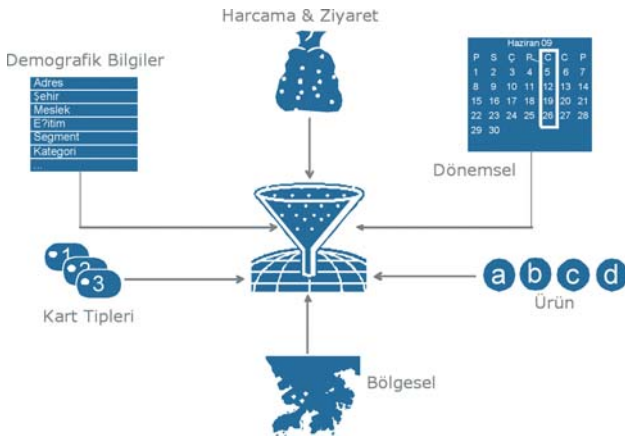 Harcama & Ziyaret
Demografik Bilgiler
Adres
Şehir
Meslek
E?itim
Segment
Kategori
...
Haziran 09
P S Ç R C C P
1 2 3 4 5 6 7
8 9 10 11 12 13 14
15 16 17 18 19 20 21
22 23 24 25 26 27 28
29 30
Dönemsel
1
2
3
Kart Tipleri
a b c d
Ürün
Bölgesel